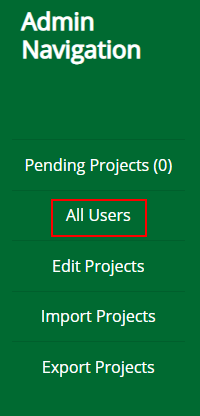 Admin
Navigation
Pending Projects (0)
All Users
Edit Projects
Import Projects
Export Projects